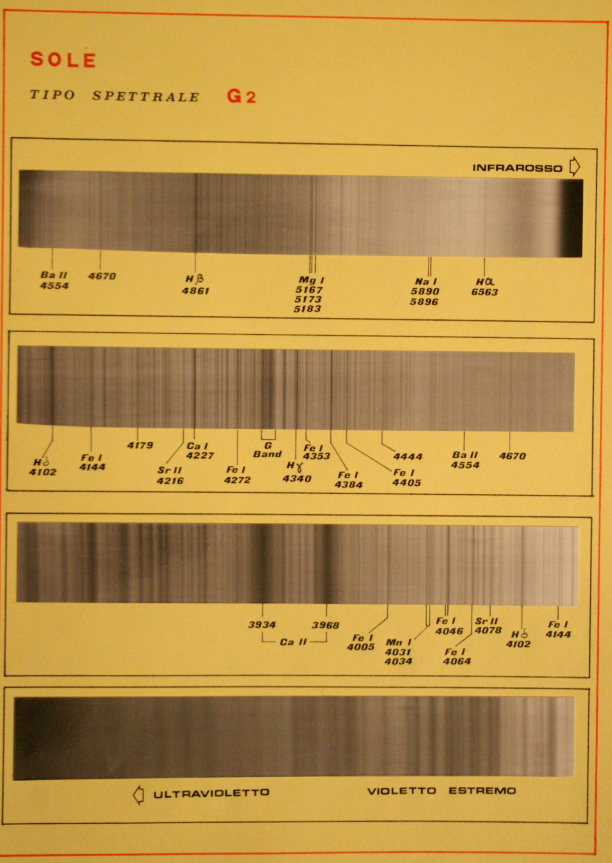 SOLE
TIPO SPETTRALE G2
INFRAROSSO
Ba II
4554
4670
Hβ
4861
Mg I
5167
5173
5183
Na I
5890
5896
Hα
6563
Hδ
4102
Fe I
4144
4179
Sr II
4216
Ca I
4227
Fe I
4272
G
Band
Hγ
4340
Fe I
4353
Fe I
4384
Fe I
4405
4444
Ba II
4554
4670
3934
3968
Ca II
Fe I
4005
Mn I
4031
4034
Fe I
4046
Fe I
4064
Sr II
4078
Hδ
4102
Fe I
4144
ULTRAVIOLETTO
VIOLETTO ESTREMO